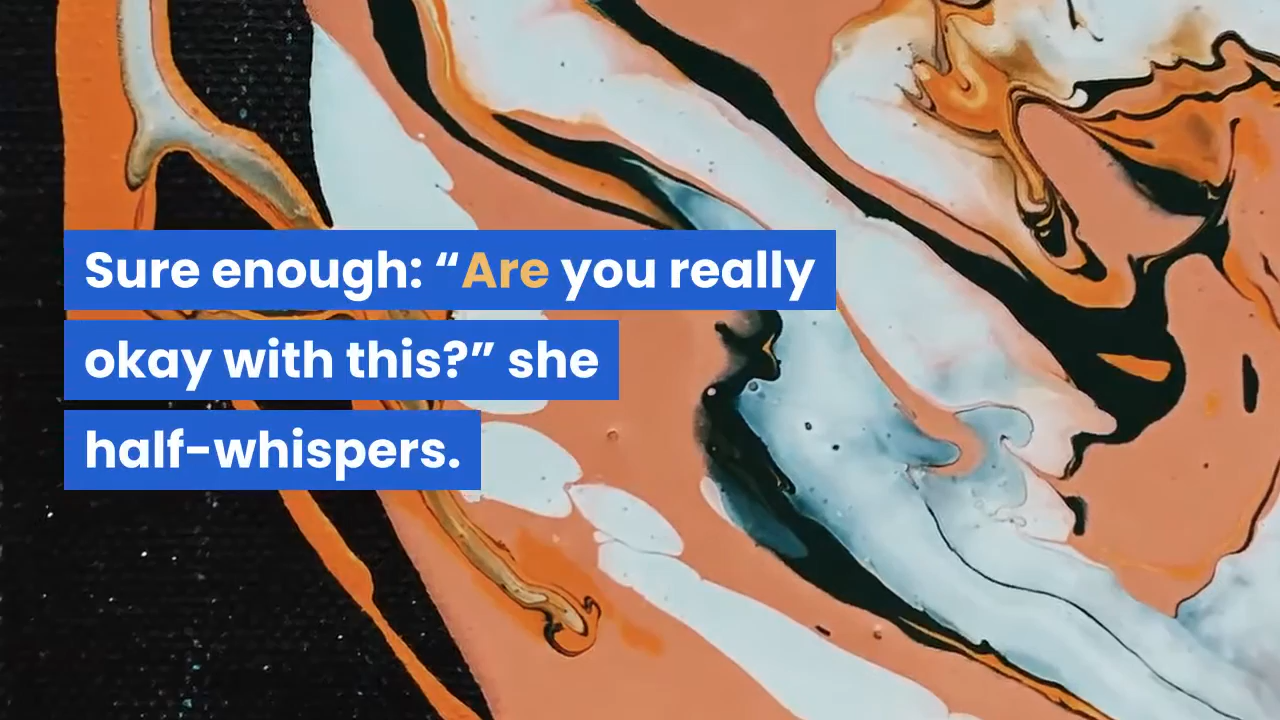 Sure enough: “Are you really
okay with this?” she
half-whispers.